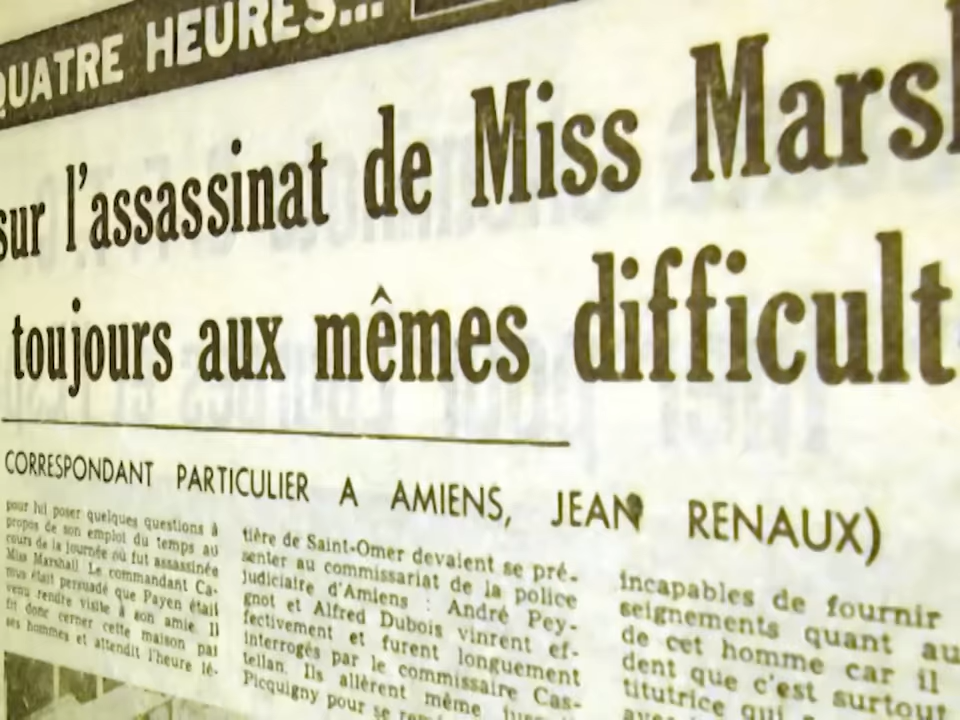 QUATRE HEURES...
sur l'assassinat de Miss Marsh
toujours aux mêmes difficult
CORRESPONDANT PARTICULIER A AMIENS, JEAN RENAUX)
pour lui poser quelques questions à
propos de son emploi du temps au
cours de la journée où fut assassinée
Miss Marshall. Le commandant Ca-
mus était persuadé que Payen était
venu rendre visite à son amie. Il
fit donc cerner cette maison par
ses hommes et attendit l'heure lé-
tière de Saint-Omer devaient se pré-
senter au commissariat de la police
judiciaire d'Amiens : André Pey-
gnot et Alfred Dubois vinrent ef-
fectivement et furent longuement
interrogés par le commissaire Cas-
tellan. Ils allèrent même jusqu
Picquigny pour se
incapables de fournir
seignements quant au
de cet homme car il
dent que c'est surtout
titutrice qui